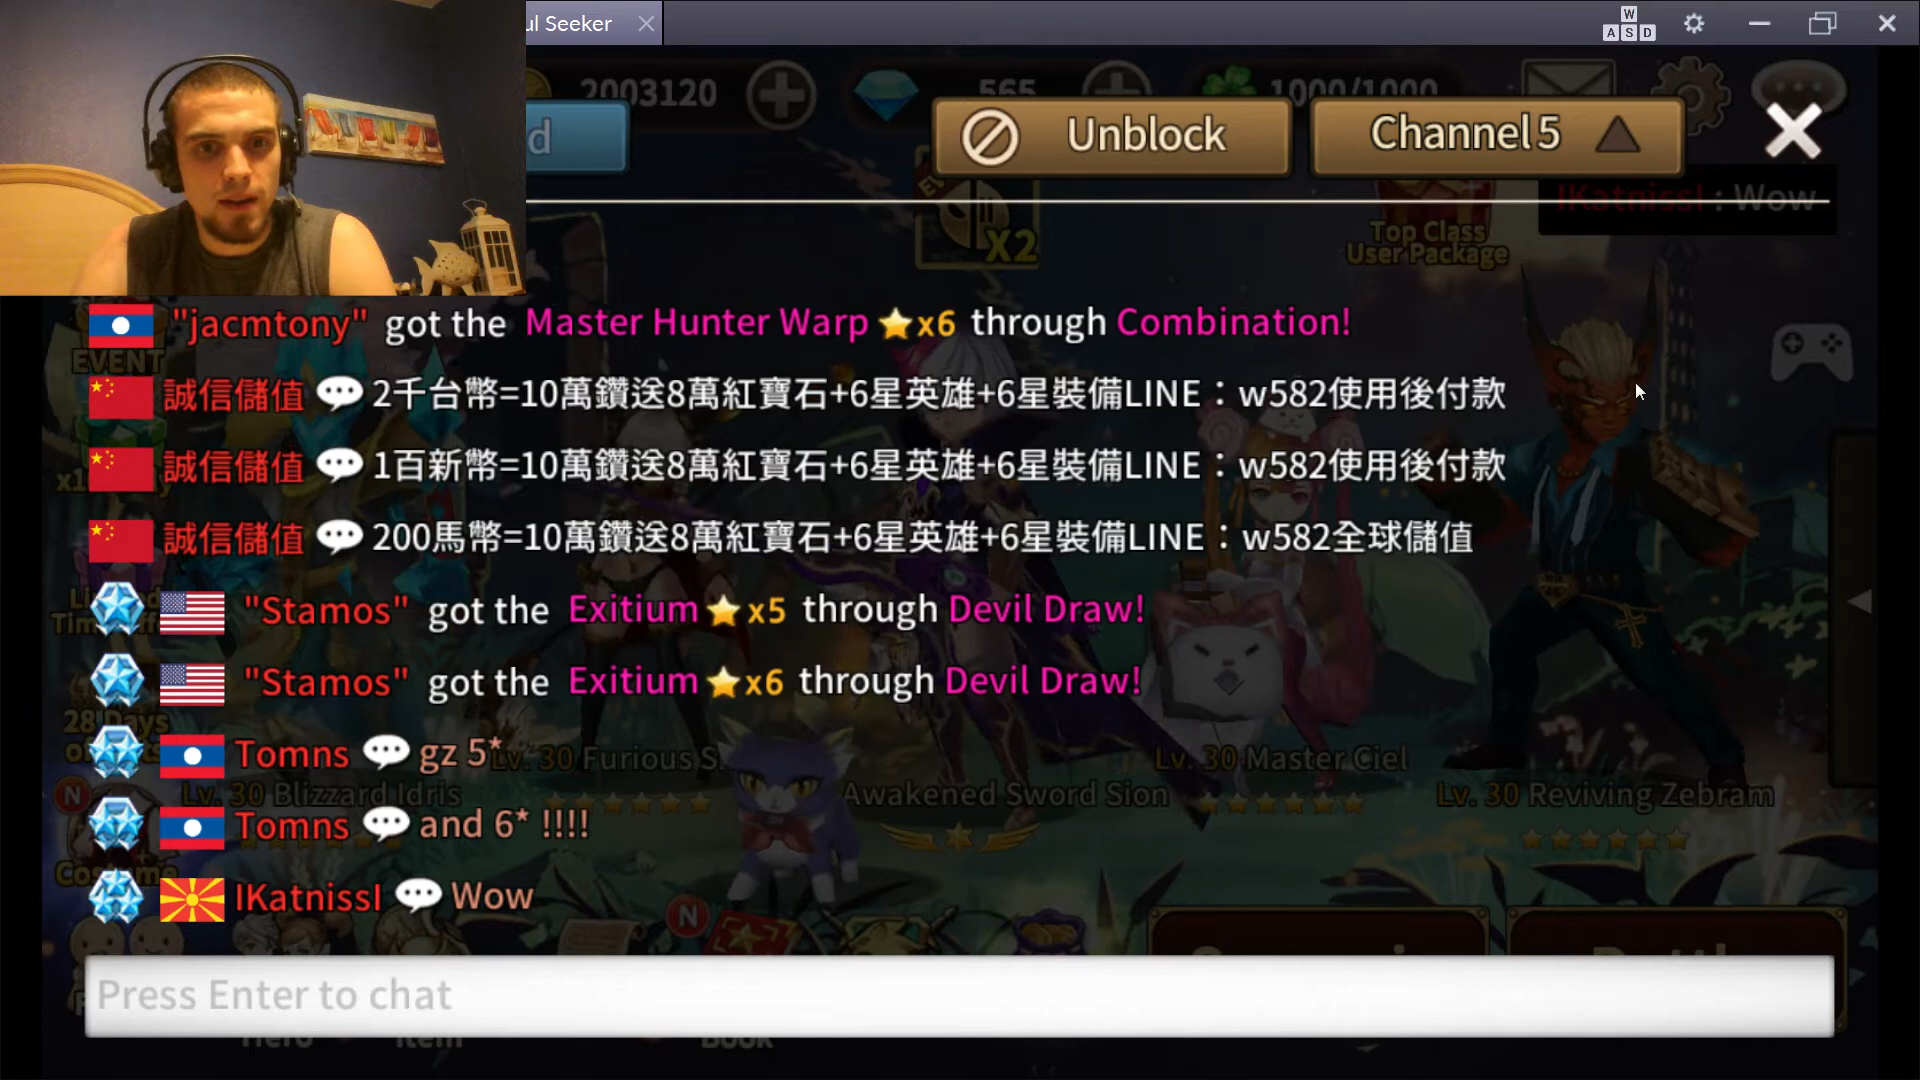 ul Seeker
W
A S D
2003120
565
1000/1000
d
Unblock
Channel5
IKatnissI : Wow
X2
Top Class
User Package
"jacmtony" got the Master Hunter Warp x6 through Combination!
EVENT
誠信儲值 2千台幣=10萬鑽送8萬紅寶石+6星英雄+6星裝備LINE：w582使用後付款
誠信儲值 1百新幣=10萬鑽送8萬紅寶石+6星英雄+6星裝備LINE：w582使用後付款
誠信儲值 200馬幣=10萬鑽送8萬紅寶石+6星英雄+6星裝備LINE：w582全球儲值
"Stamos" got the Exitium x5 through Devil Draw!
"Stamos" got the Exitium x6 through Devil Draw!
28 Days
Tomns gz 5*
Lv. 30 Furious
Lv. 30 Master Ciel
N
Lv. 30 Blizzard Idris
Awakened Sword Sion
Lv. 30 Reviving Zebram
Tomns and 6* !!!!
IKatnissI Wow
N
Press Enter to chat
Hero
Item
Book